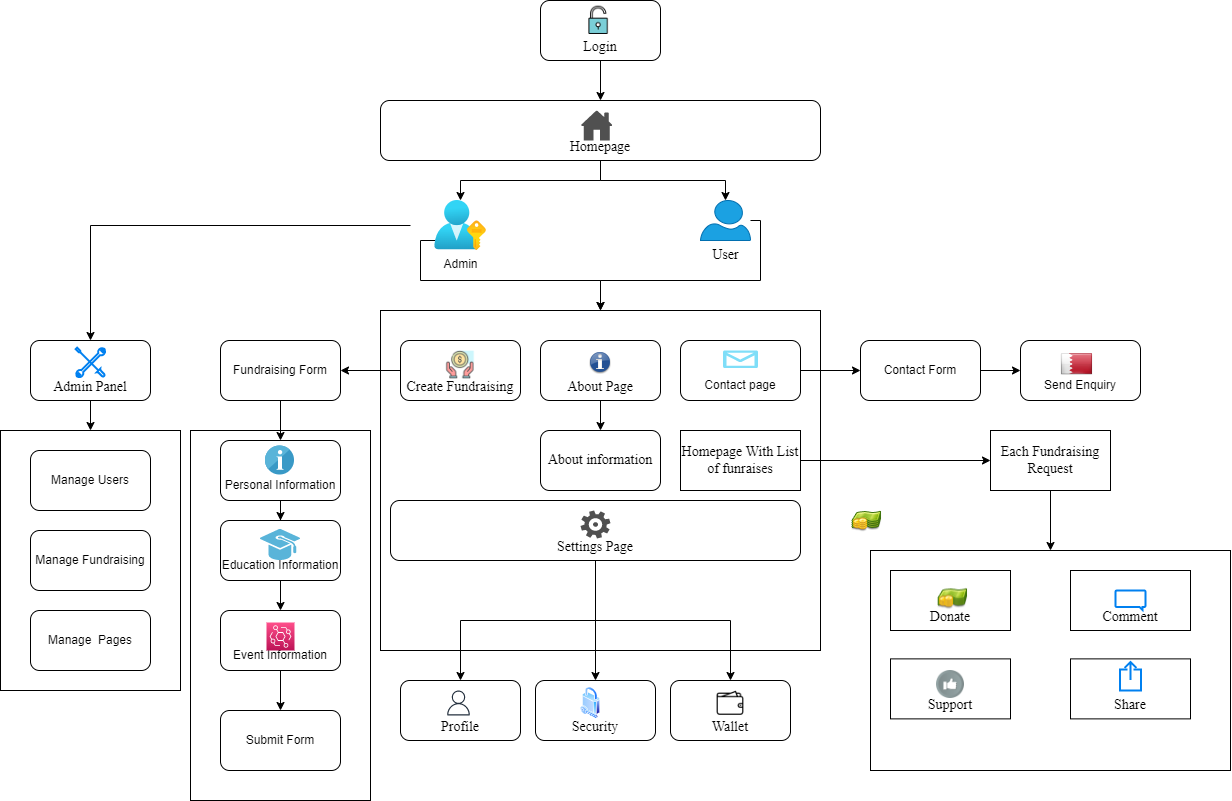 Login
Homepage
Admin
User
Admin Panel
Fundraising Form
Create Fundraising
About Page
Contact page
Contact Form
Send Enquiry
Manage Users
Manage Fundraising
Manage Pages
Personal Information
Education Information
Event Information
Submit Form
About information
Homepage With List
of funraises
Each Fundraising
Request
Settings Page
Profile
Security
Wallet
Donate
Comment
Support
Share